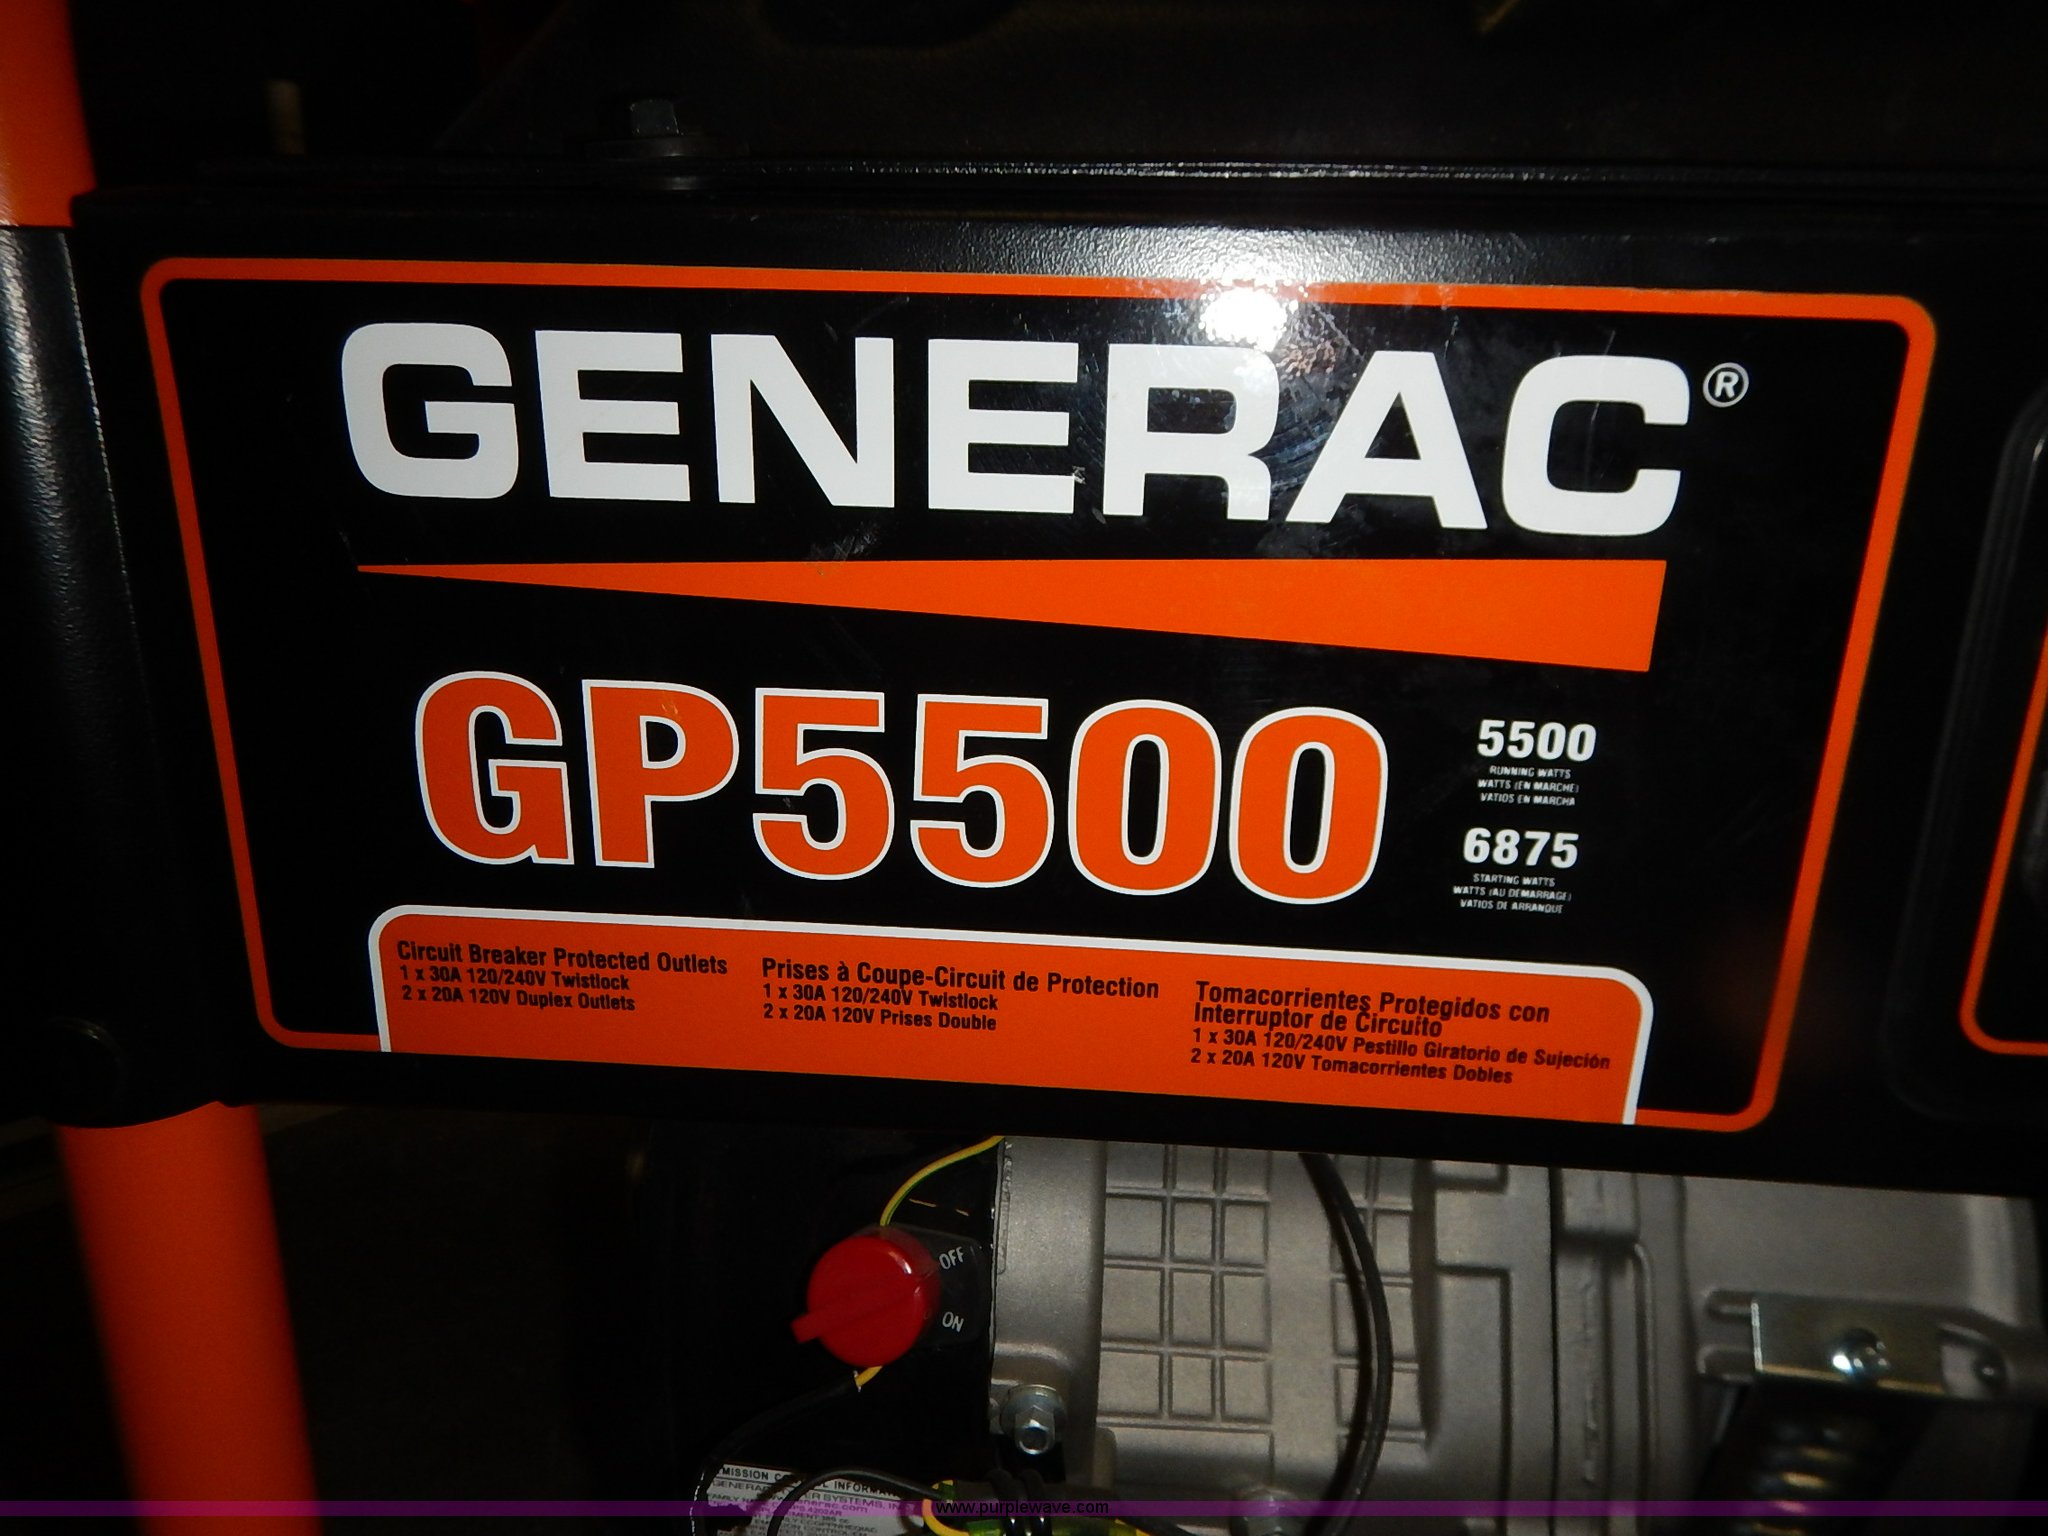 GENERAC®
GP5500
5500
RUNNING WATTS
WATTS (EN MARCHE)
VATIOS EN MARCHA
6875
STARTING WATTS
WATTS (AU DEMARRAGE)
VATIOS DE ARRANQUE
Circuit Breaker Protected Outlets
1 x 30A 120/240V Twistlock
2 x 20A 120V Duplex Outlets
Prises à Coupe-Circuit de Protection
1 x 30A 120/240V Twistlock
2 x 20A 120V Prises Double
Tomacorrientes Protegidos con
Interruptor de Circuito
1 x 30A 120/240V Pestillo Giratorio de Sujeción
2 x 20A 120V Tomacorrientes Dobles
OFF
ON
SYSTEMS, INC
www.purplewave.com